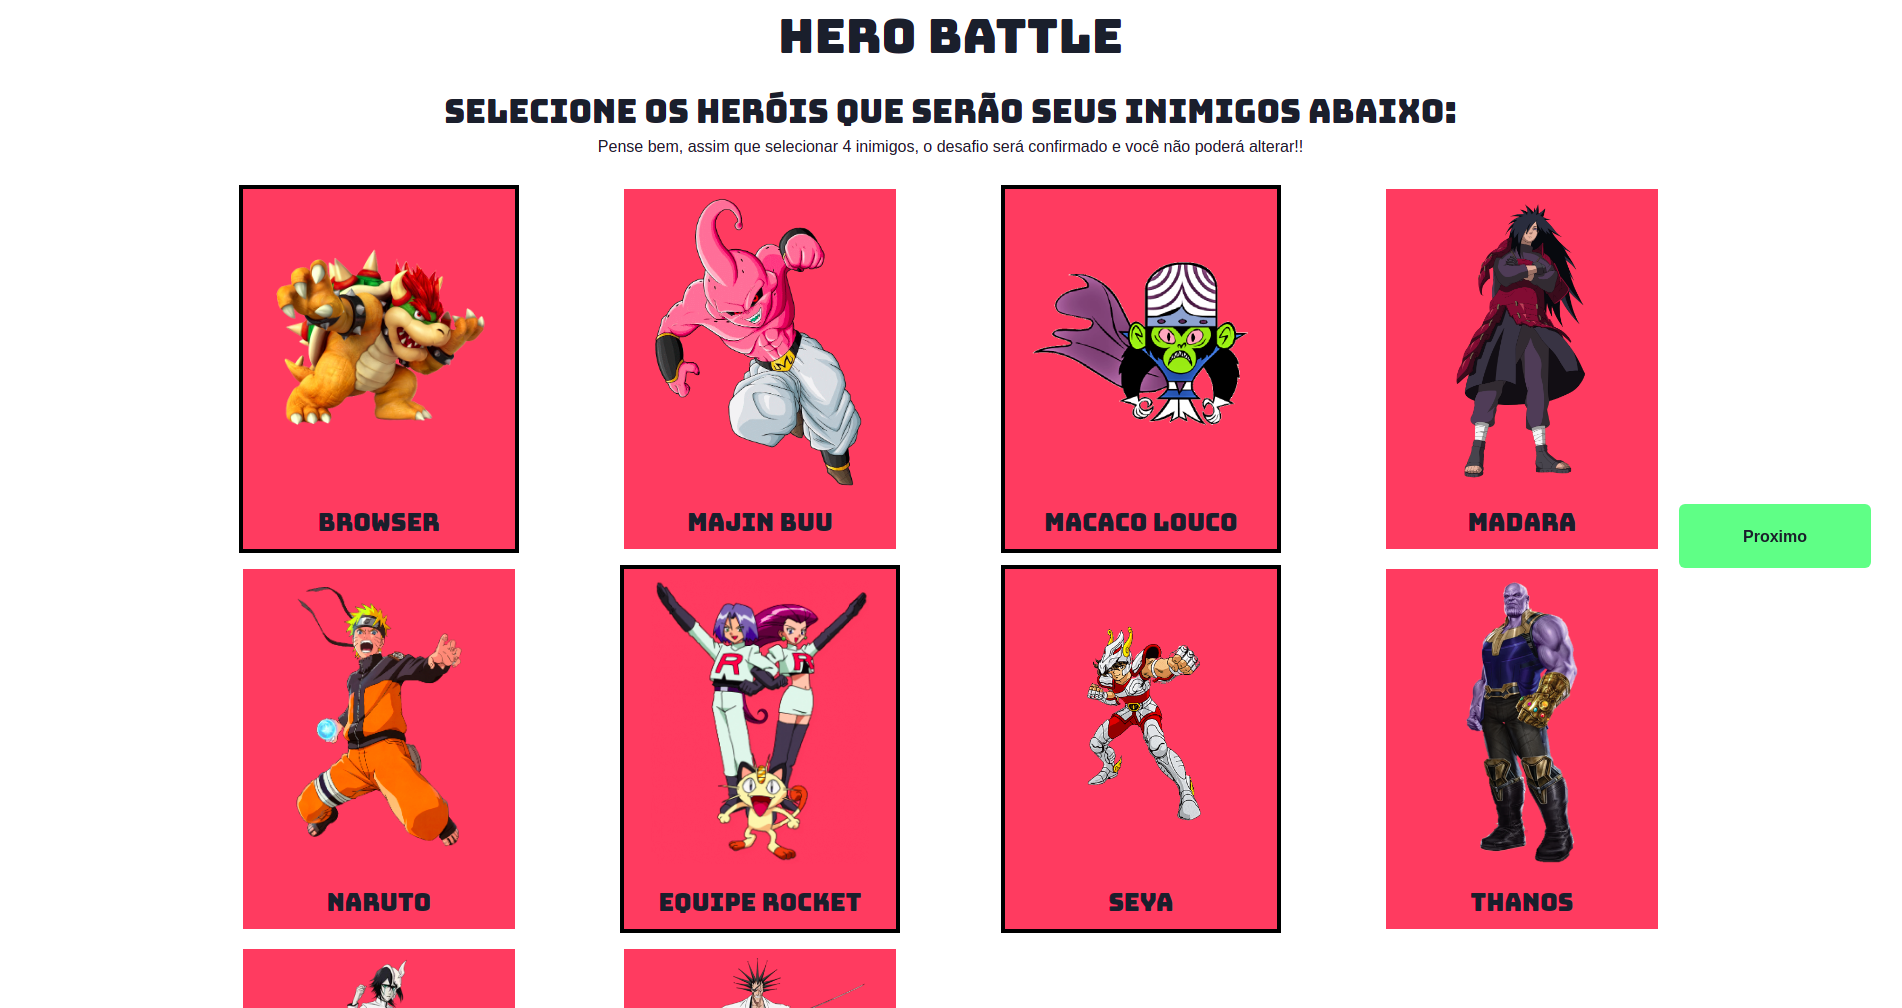 HERO BATTLE
SELECIONE OS HERÓIS QUE SERÃO SEUS INIMIGOS ABAIXO:
Pense bem, assim que selecionar 4 inimigos, o desafio será confirmado e você não poderá alterar!!
BROWSER
MAJIN BUU
MACACO LOUCO
MADARA
Proximo
R
R
NARUTO
EQUIPE ROCKET
SEYA
THANOS